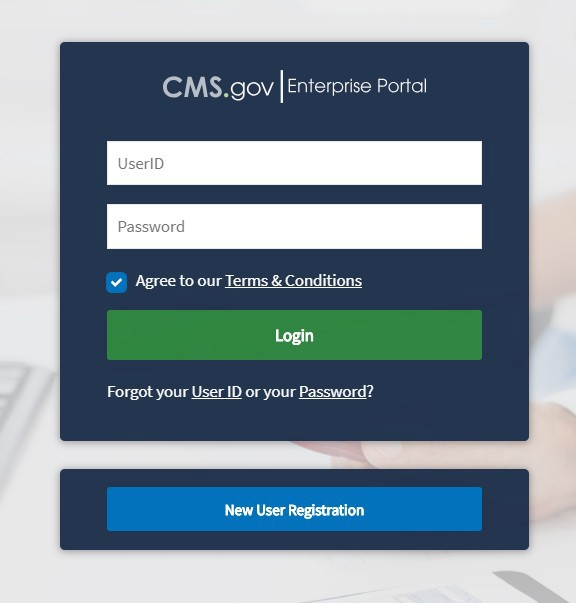 CMS.gov Enterprise Portal
UserID
Password
Agree to our Terms & Conditions
Login
Forgot your User ID or your Password?
New User Registration